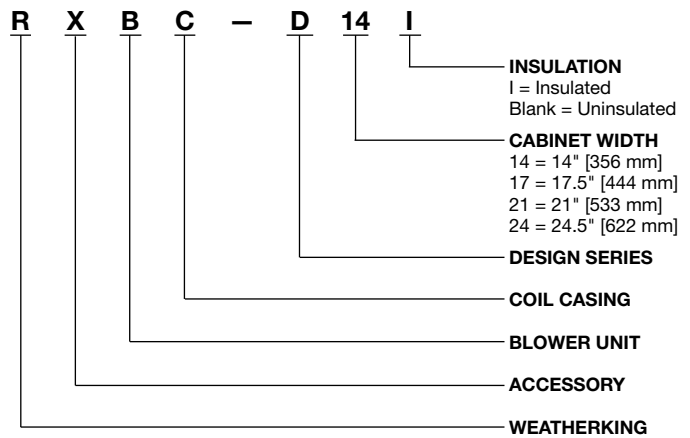 R X B C – D 14 I
INSULATION
I = Insulated
Blank = Uninsulated
CABINET WIDTH
14 = 14" [356 mm]
17 = 17.5" [444 mm]
21 = 21" [533 mm]
24 = 24.5" [622 mm]
DESIGN SERIES
COIL CASING
BLOWER UNIT
ACCESSORY
WEATHERKING